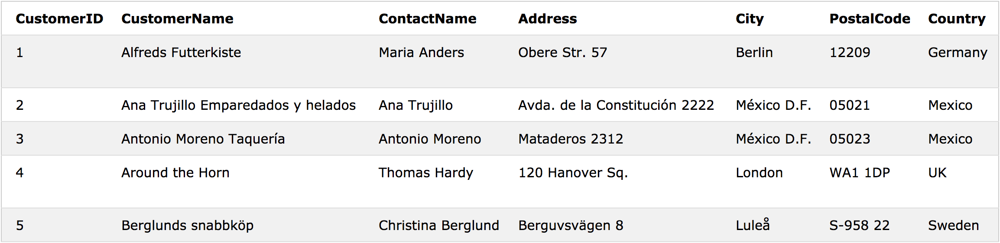 CustomerID CustomerName ContactName Address City PostalCode Country
1 Alfreds Futterkiste Maria Anders Obere Str. 57 Berlin 12209 Germany
2 Ana Trujillo Emparedados y helados Ana Trujillo Avda. de la Constitución 2222 México D.F. 05021 Mexico
3 Antonio Moreno Taquería Antonio Moreno Mataderos 2312 México D.F. 05023 Mexico
4 Around the Horn Thomas Hardy 120 Hanover Sq. London WA1 1DP UK
5 Berglunds snabbköp Christina Berglund Berguvsvägen 8 Luleå S-958 22 Sweden